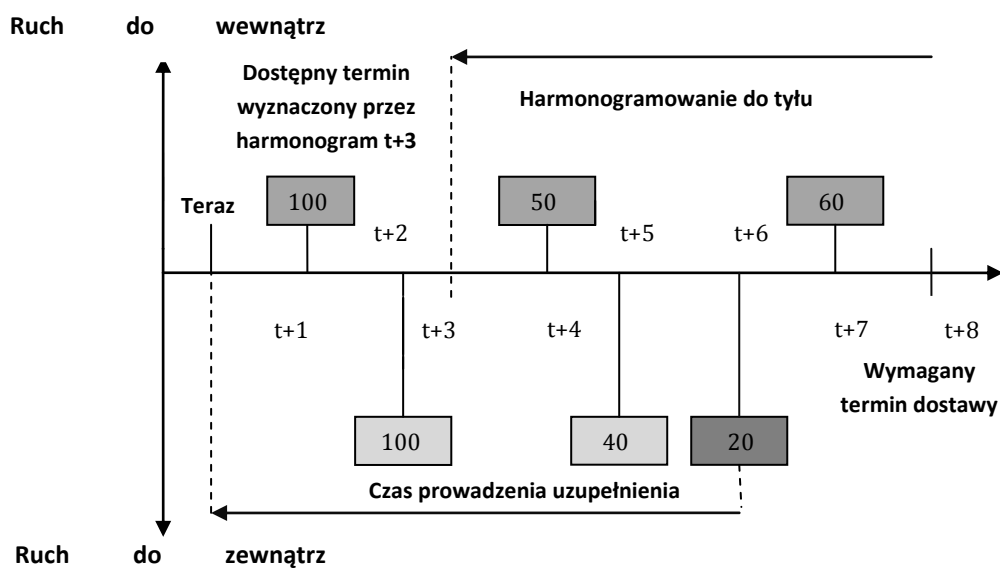 Ruch do wewnątrz
Dostępny termin
wyznaczony przez
harmonogram t+3
Harmonogramowanie do tyłu
Teraz
100
50
60
t+2
t+5
t+6
t+1
t+3
t+4
t+7
t+8
Wymagany
termin dostawy
100
40
20
Czas prowadzenia uzupełnienia
Ruch do zewnątrz